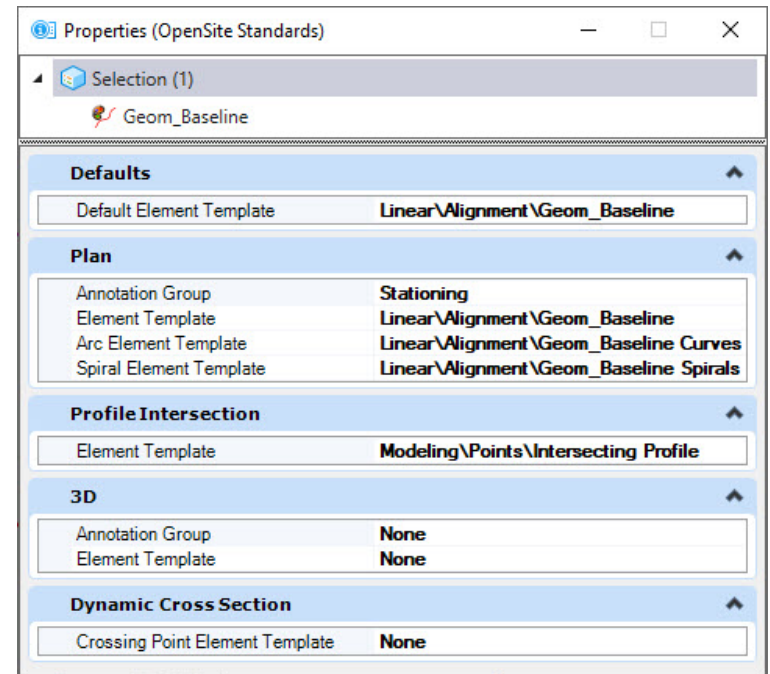 Properties (OpenSite Standards)
Selection (1)
Geom_Baseline
Defaults
Default Element Template Linear\Alignment\Geom_Baseline
Plan
Annotation Group Stationing
Element Template Linear\Alignment\Geom_Baseline
Arc Element Template Linear\Alignment\Geom_Baseline Curves
Spiral Element Template Linear\Alignment\Geom_Baseline Spirals
Profile Intersection
Element Template Modeling\Points\Intersecting Profile
3D
Annotation Group None
Element Template None
Dynamic Cross Section
Crossing Point Element Template None